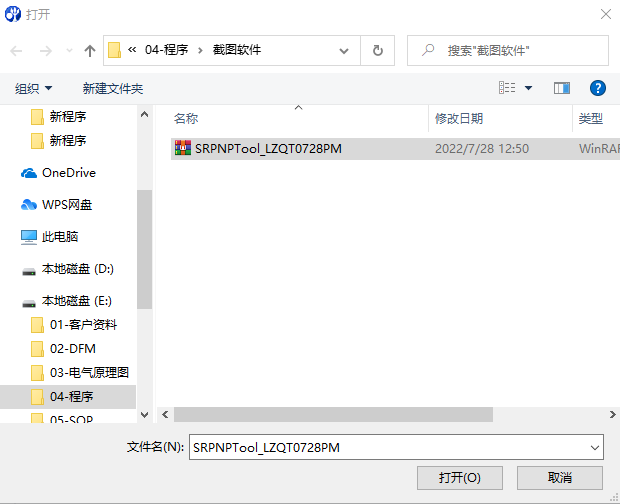 打开
« 04-程序 › 截图软件
搜索"截图软件"
组织
新建文件夹
新程序
新程序
OneDrive
WPS网盘
此电脑
本地磁盘 (D:)
本地磁盘 (E:)
01-客户资料
02-DFM
03-电气原理图
04-程序
05-SOP
名称
修改日期
类型
SRPNPTool_LZQT0728PM
2022/7/28 12:50
WinRAR
文件名(N):
SRPNPTool_LZQT0728PM
打开(O)
取消